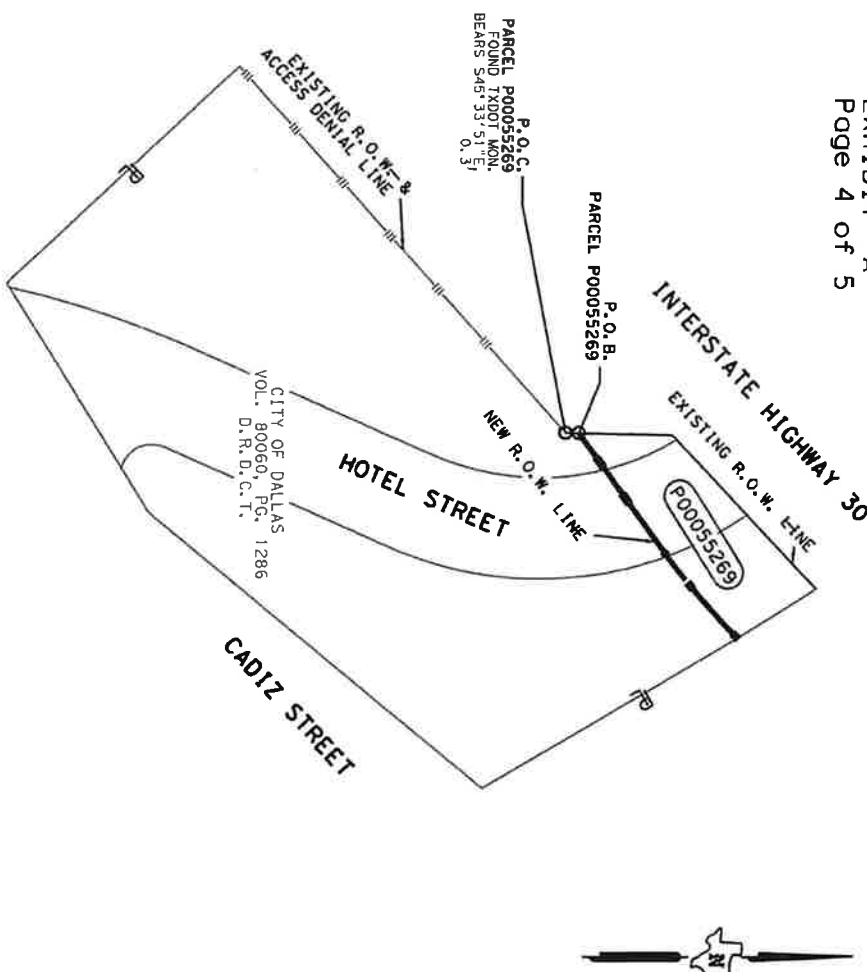 Page 4 of 5
INTERSTATE HIGHWAY 30
EXISTING R.O.W. LINE
P.O.B.
PARCEL P00055269
P.O.C.
PARCEL P00055269
FOUND TXDOT MON.
BEARS S45°33'51"E,
0.3'
EXISTING R.O.W. &
ACCESS DENIAL LINE
P00055269
NEW R.O.W. LINE
HOTEL STREET
CITY OF DALLAS
VOL. 80060, PG. 1286
D.R.D.C.T.
CADIZ STREET
N